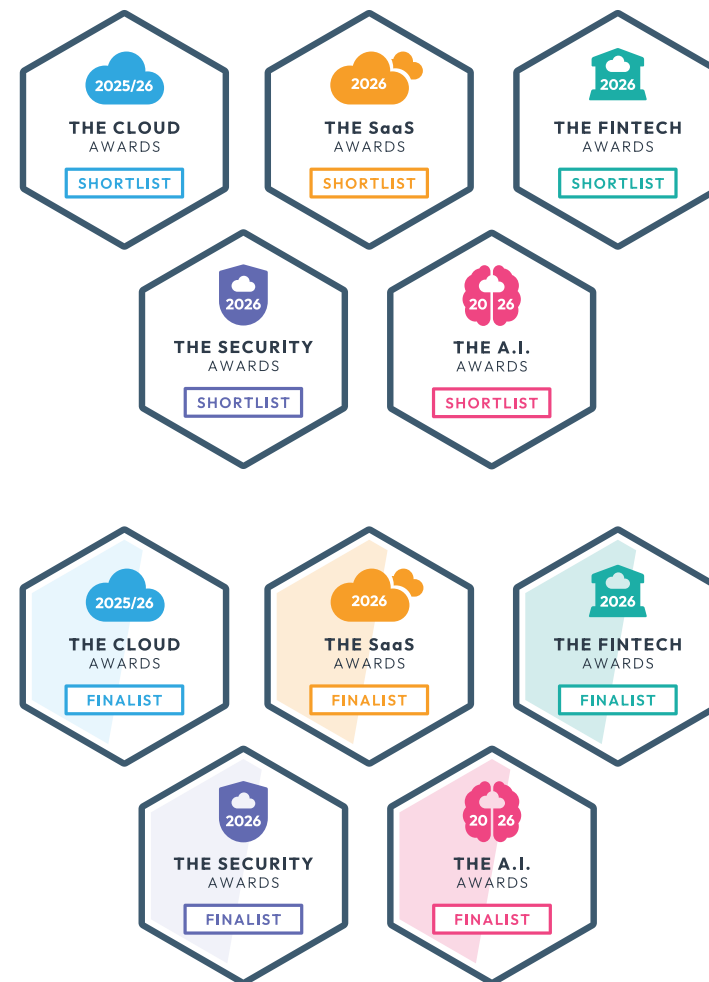 2025/26
THE CLOUD
AWARDS
SHORTLIST
2026
THE SaaS
AWARDS
SHORTLIST
2026
THE FINTECH
AWARDS
SHORTLIST
2026
THE SECURITY
AWARDS
SHORTLIST
20 26
THE A.I.
AWARDS
SHORTLIST
2025/26
THE CLOUD
AWARDS
FINALIST
2026
THE SaaS
AWARDS
FINALIST
2026
THE FINTECH
AWARDS
FINALIST
2026
THE SECURITY
AWARDS
FINALIST
20 26
THE A.I.
AWARDS
FINALIST